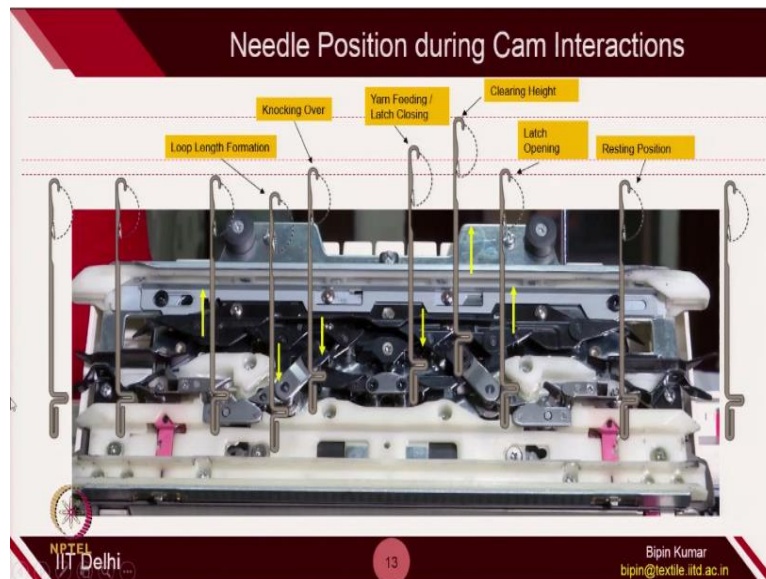 Needle Position during Cam Interactions
Clearing Height
Yarn Feeding /
Latch Closing
Knocking Over
Latch
Opening
Loop Length Formation
Resting Position
NPTEL
IIT Delhi
13
Bipin Kumar
bipin@textile.iitd.ac.in